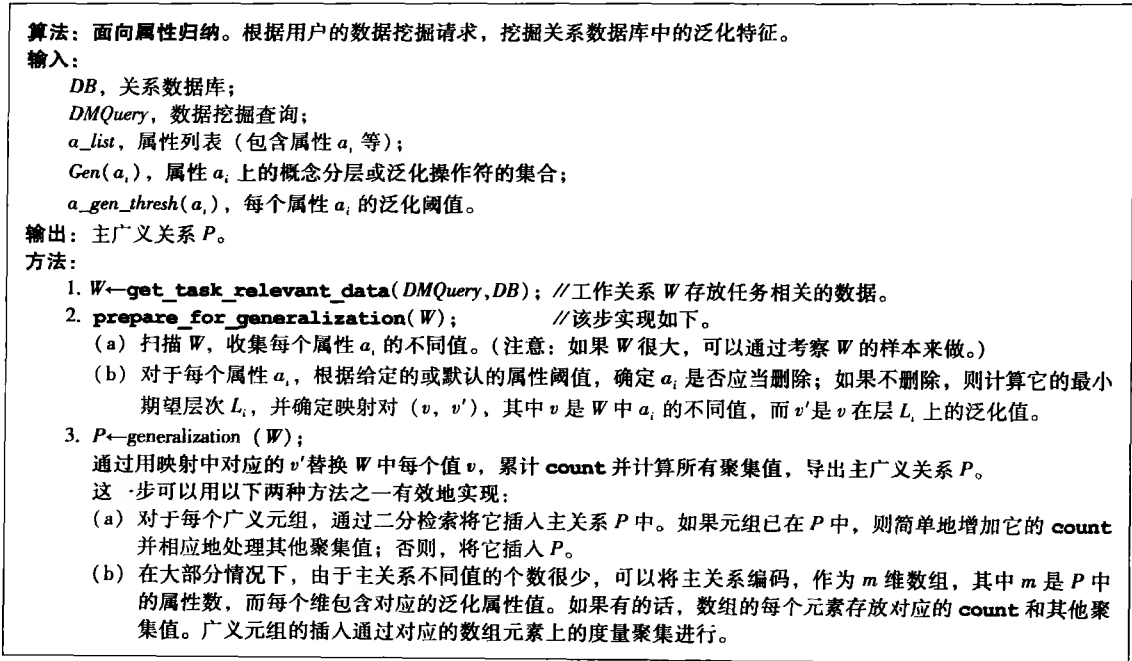 算法：面向属性归纳。根据用户的数据挖掘请求，挖掘关系数据库中的泛化特征。
输入：
DB，关系数据库；
DMQuery，数据挖掘查询；
a_list，属性列表（包含属性 aᵢ 等）；
Gen(aᵢ)，属性 aᵢ 上的概念分层或泛化操作符的集合；
a_gen_thresh(aᵢ)，每个属性 aᵢ 的泛化阈值。
输出：主广义关系 P。
方法：
1. W←get_task_relevant_data(DMQuery,DB)；//工作关系 W 存放任务相关的数据。
2. prepare_for_generalization(W)； //该步实现如下。
(a) 扫描 W，收集每个属性 aᵢ 的不同值。(注意：如果 W 很大，可以通过考察 W 的样本来做。)
(b) 对于每个属性 aᵢ，根据给定的或默认的属性阈值，确定 aᵢ 是否应当删除；如果不删除，则计算它的最小
期望层次 Lᵢ，并确定映射对（v，v'），其中 v 是 W 中 aᵢ 的不同值，而 v'是 v 在层 Lᵢ 上的泛化值。
3. P←generalization (W)；
通过用映射中对应的 v'替换 W 中每个值 v，累计 count 并计算所有聚集值，导出主广义关系 P。
这一步可以用以下两种方法之一有效地实现：
(a) 对于每个广义元组，通过二分检索将它插入主关系 P 中。如果元组已在 P 中，则简单地增加它的 count
并相应地处理其他聚集值；否则，将它插入 P。
(b) 在大部分情况下，由于主关系不同值的个数很少，可以将主关系编码，作为 m 维数组，其中 m 是 P 中
的属性数，而每个维包含对应的泛化属性值。如果有的话，数组的每个元素存放对应的 count 和其他聚
集值。广义元组的插入通过对应的数组元素上的度量聚集进行。